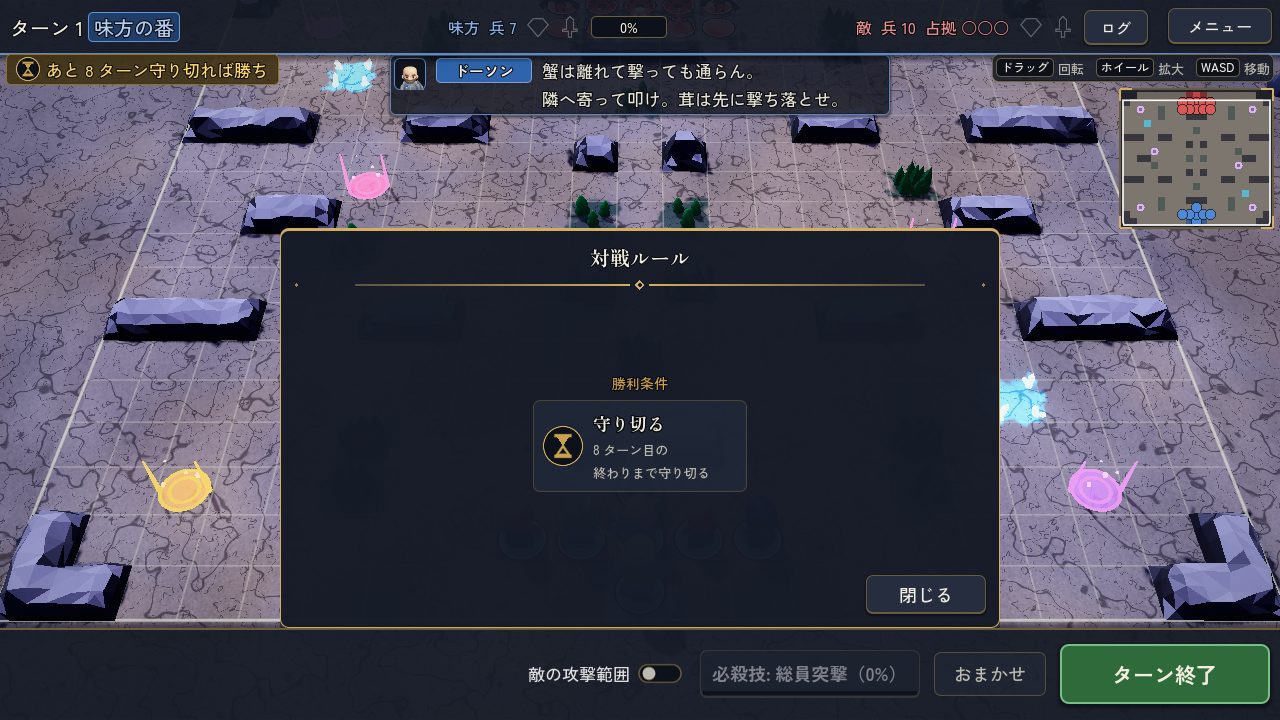 ターン 1 味方の番
味方 兵 7
0%
敵 兵 10 占拠 〇〇〇
ログ
メニュー
あと 8 ターン守り切れば勝ち
ドーソン
蟹は離れて撃っても通らん。
隣へ寄って叩け。茸は先に撃ち落とせ。
ドラッグ 回転 ホイール 拡大 WASD 移動
対戦ルール
勝利条件
守り切る
8 ターン目の
終わりまで守り切る
閉じる
敵の攻撃範囲
必殺技: 総員突撃（0%）
おまかせ
ターン終了